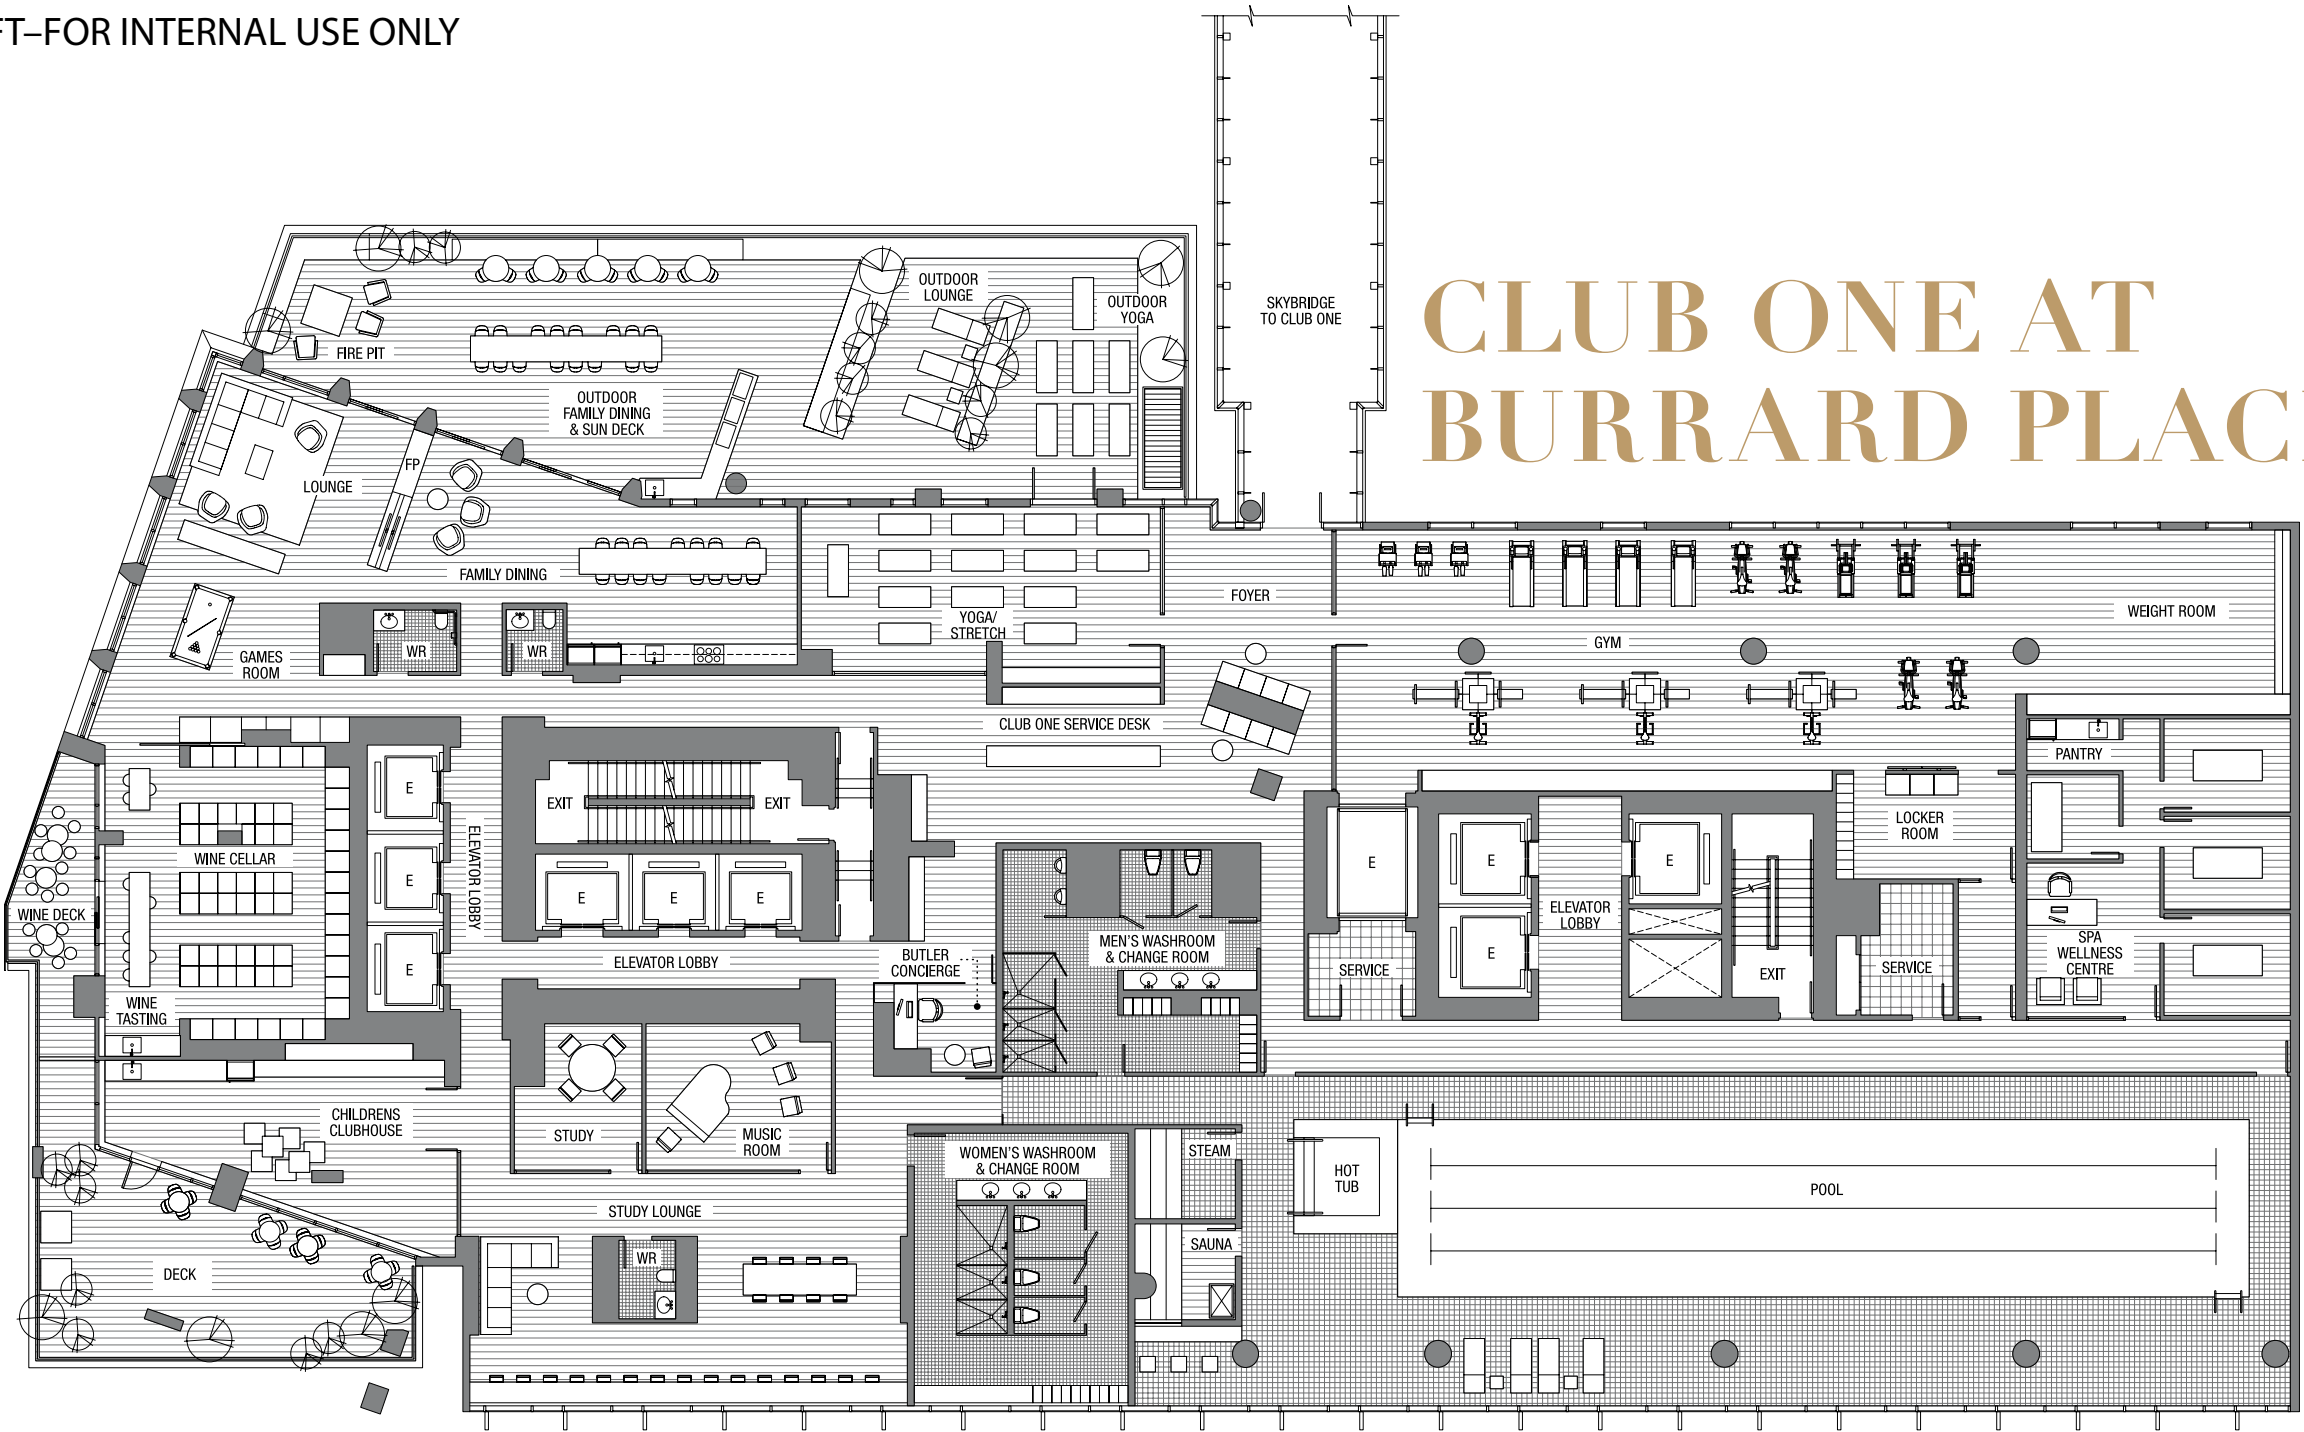 FT–FOR INTERNAL USE ONLY
CLUB ONE AT
BURRARD PLAC
SKYBRIDGE
TO CLUB ONE
OUTDOOR
LOUNGE
OUTDOOR
YOGA
FIRE PIT
OUTDOOR
FAMILY DINING
& SUN DECK
FP
LOUNGE
FAMILY DINING
YOGA/
STRETCH
FOYER
WEIGHT ROOM
GYM
WR
WR
GAMES
ROOM
CLUB ONE SERVICE DESK
PANTRY
E
EXIT
EXIT
ELEVATOR LOBBY
LOCKER
ROOM
WINE CELLAR
E
E
E
E
E
E
E
ELEVATOR
LOBBY
WINE DECK
MEN'S WASHROOM
& CHANGE ROOM
SPA
WELLNESS
CENTRE
BUTLER
CONCIERGE
ELEVATOR LOBBY
E
E
SERVICE
EXIT
SERVICE
WINE
TASTING
CHILDRENS
CLUBHOUSE
STUDY
MUSIC
ROOM
WOMEN'S WASHROOM
& CHANGE ROOM
STEAM
HOT
TUB
POOL
STUDY LOUNGE
WR
SAUNA
DECK